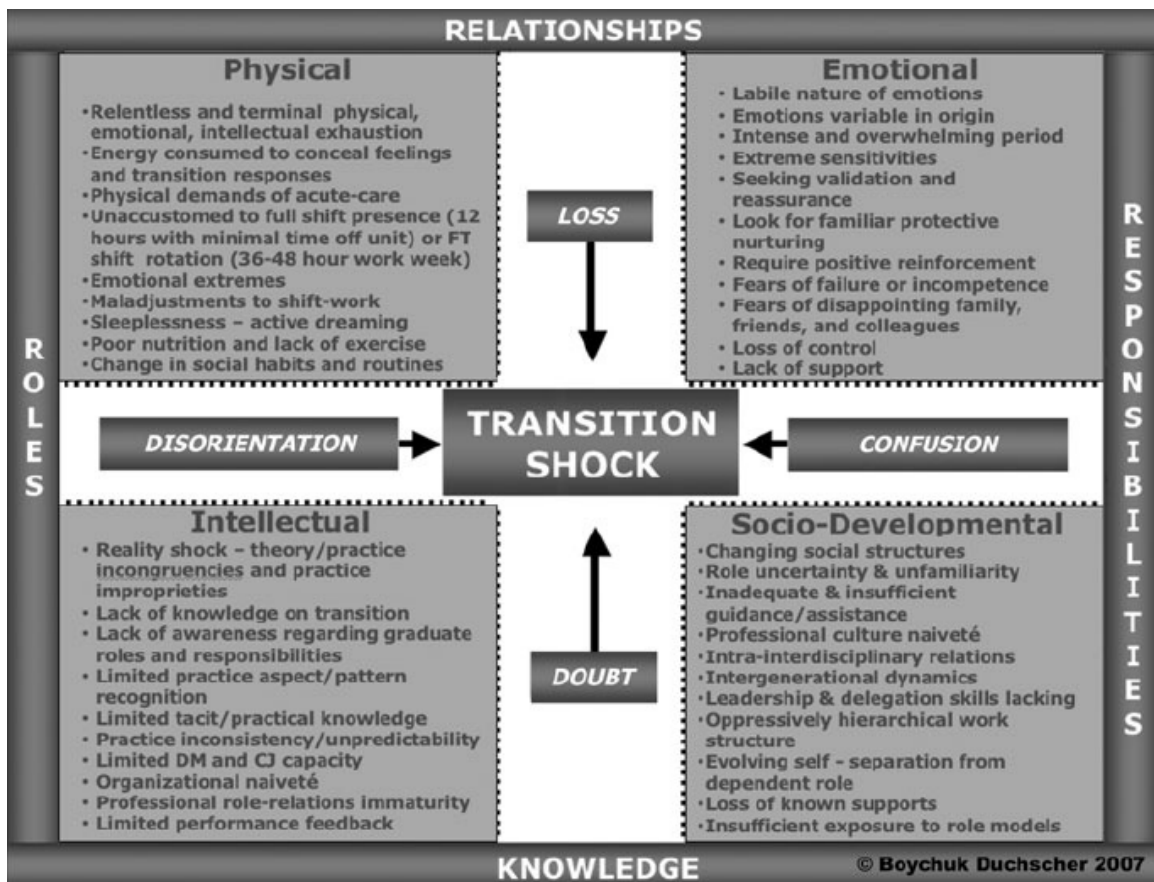 RELATIONSHIPS
ROLES
Physical
•Relentless and terminal physical,
emotional, intellectual exhaustion
•Energy consumed to conceal feelings
and transition responses
•Physical demands of acute-care
•Unaccustomed to full shift presence (12
hours with minimal time off unit) or FT
shift rotation (36-48 hour work week)
•Emotional extremes
•Maladjustments to shift-work
•Sleeplessness – active dreaming
•Poor nutrition and lack of exercise
•Change in social habits and routines
LOSS
Emotional
• Labile nature of emotions
• Emotions variable in origin
• Intense and overwhelming period
• Extreme sensitivities
• Seeking validation and
reassurance
• Look for familiar protective
nurturing
• Require positive reinforcement
• Fears of failure or incompetence
• Fears of disappointing family,
friends, and colleagues
• Loss of control
• Lack of support
RESPONSIBILITIES
DISORIENTATION
TRANSITION
SHOCK
CONFUSION
Intellectual
• Reality shock – theory/practice
incongruencies and practice
improprieties
• Lack of knowledge on transition
• Lack of awareness regarding graduate
roles and responsibilities
• Limited practice aspect/pattern
recognition
• Limited tacit/practical knowledge
• Practice inconsistency/unpredictability
• Limited DM and CJ capacity
• Organizational naiveté
• Professional role-relations immaturity
• Limited performance feedback
DOUBT
Socio-Developmental
•Changing social structures
•Role uncertainty & unfamiliarity
•Inadequate & insufficient
guidance/assistance
•Professional culture naiveté
•Intra-interdisciplinary relations
•Intergenerational dynamics
•Leadership & delegation skills lacking
•Oppressively hierarchical work
structure
•Evolving self - separation from
dependent role
•Loss of known supports
•Insufficient exposure to role models
KNOWLEDGE
© Boychuk Duchscher 2007